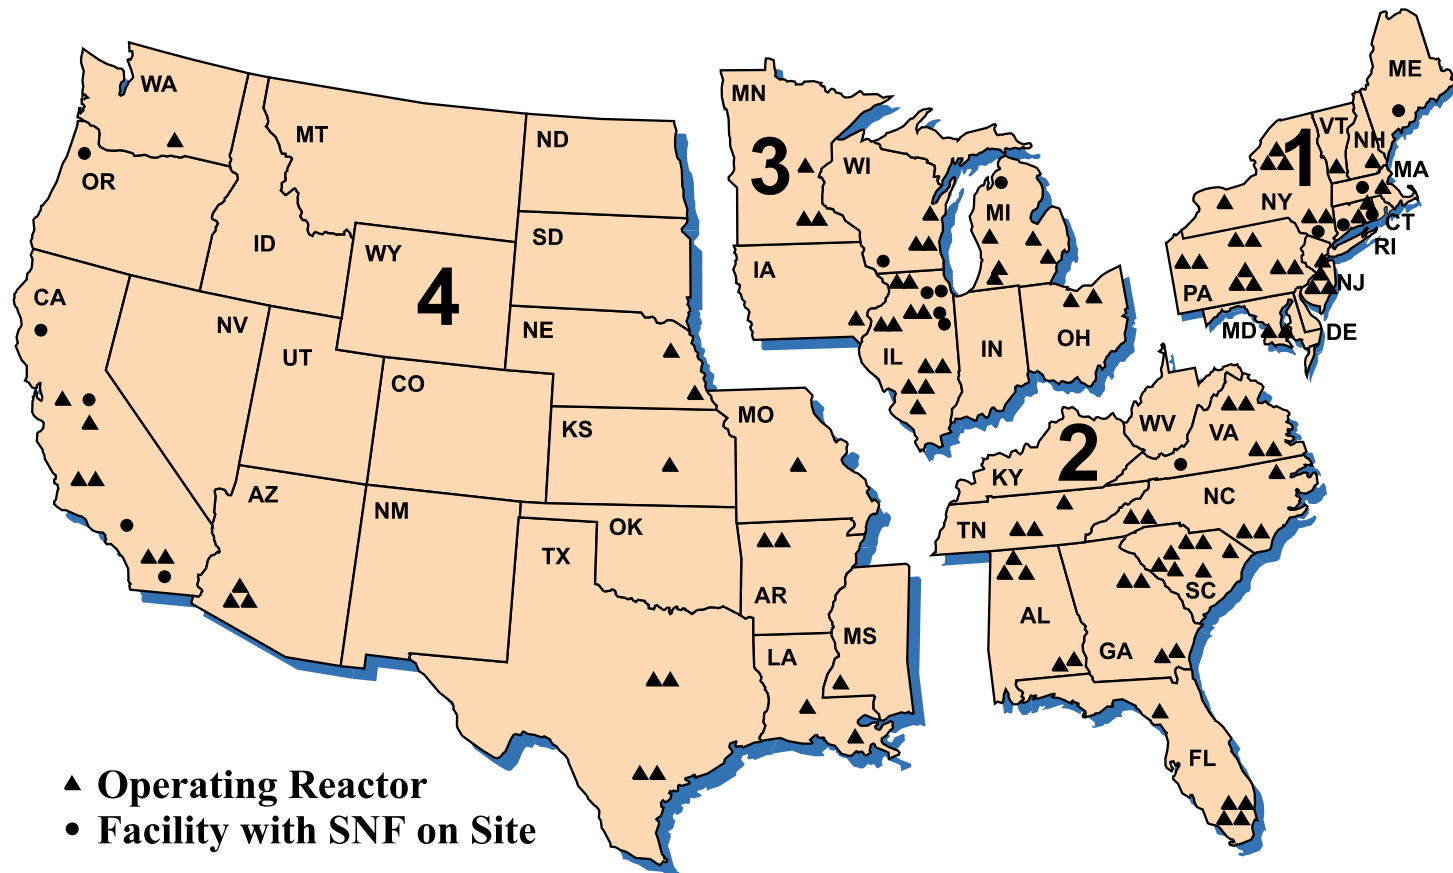 WA
MT
ND
OR
ID
WY
SD
CA
NV
4
NE
UT
CO
KS
MO
AZ
NM
OK
TX
AR
LA
MS
MN
3
WI
MI
IA
IL
IN
OH
ME
VT
NH
1
MA
NY
CT
RI
PA
NJ
MD
DE
WV
VA
KY
2
NC
TN
SC
AL
GA
FL
Operating Reactor
Facility with SNF on Site